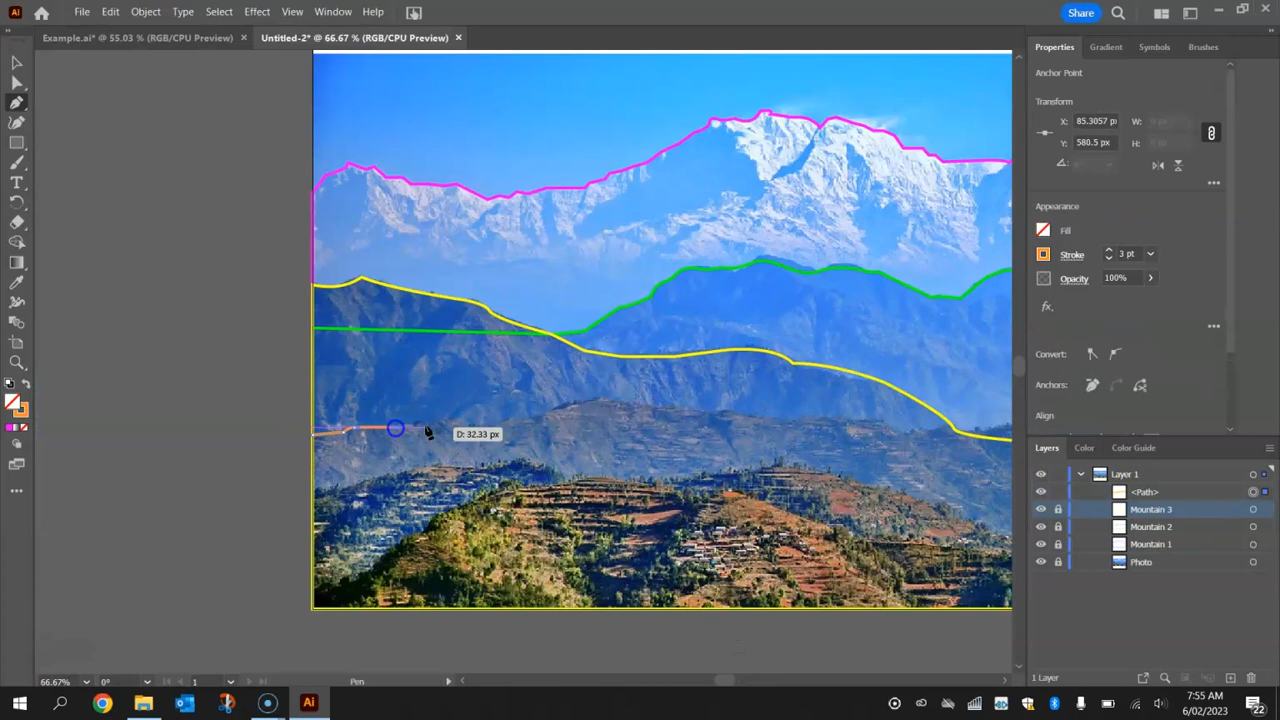 Ai File Edit Object Type Select Effect View Window Help Share
Example.ai* @ 55.03 % (RGB/CPU Preview) × Untitled-2* @ 66.67 % (RGB/CPU Preview) ×
Properties Gradient Symbols Brushes
Anchor Point
Transform
X: 85.3057 p W:
Y: 580.5 px H:
Appearance
Fill
Stroke 3 pt
Opacity 100%
fx
Convert:
Anchors:
Align
D: 32.33 px
Layers Color Color Guide
Layer 1
<Path>
Mountain 3
Mountain 2
Mountain 1
Photo
66.67% 0° 1 Pen
1 Layer
Ai
7:55 AM
6/02/2023
22